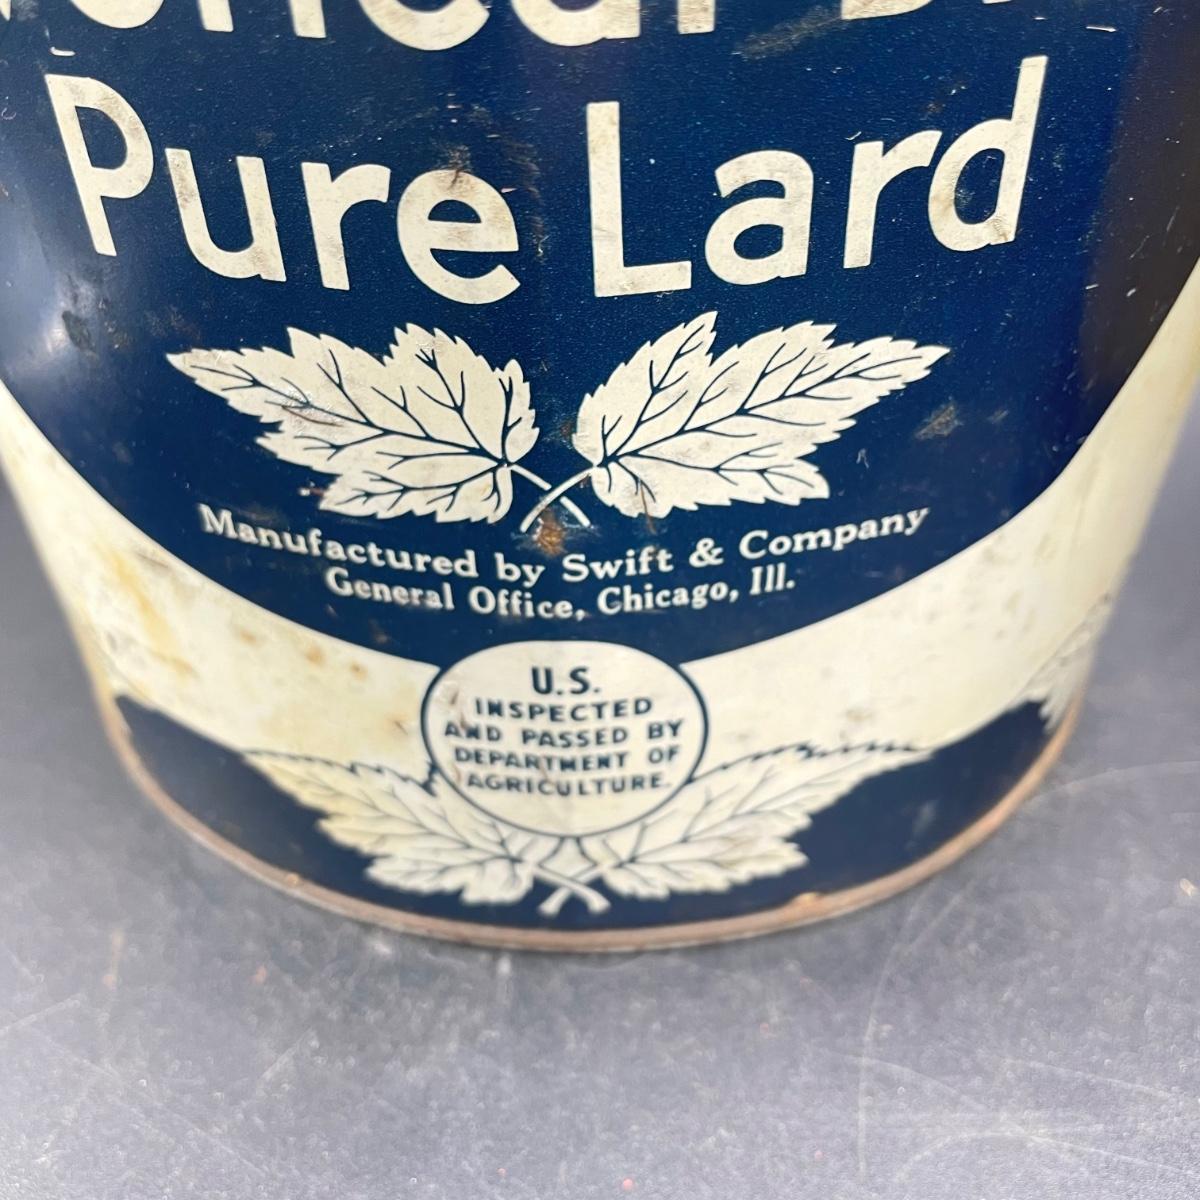 Pure Lard
Manufactured by Swift & Company
General Office, Chicago, Ill.
U.S.
INSPECTED
AND PASSED BY
DEPARTMENT OF
AGRICULTURE.